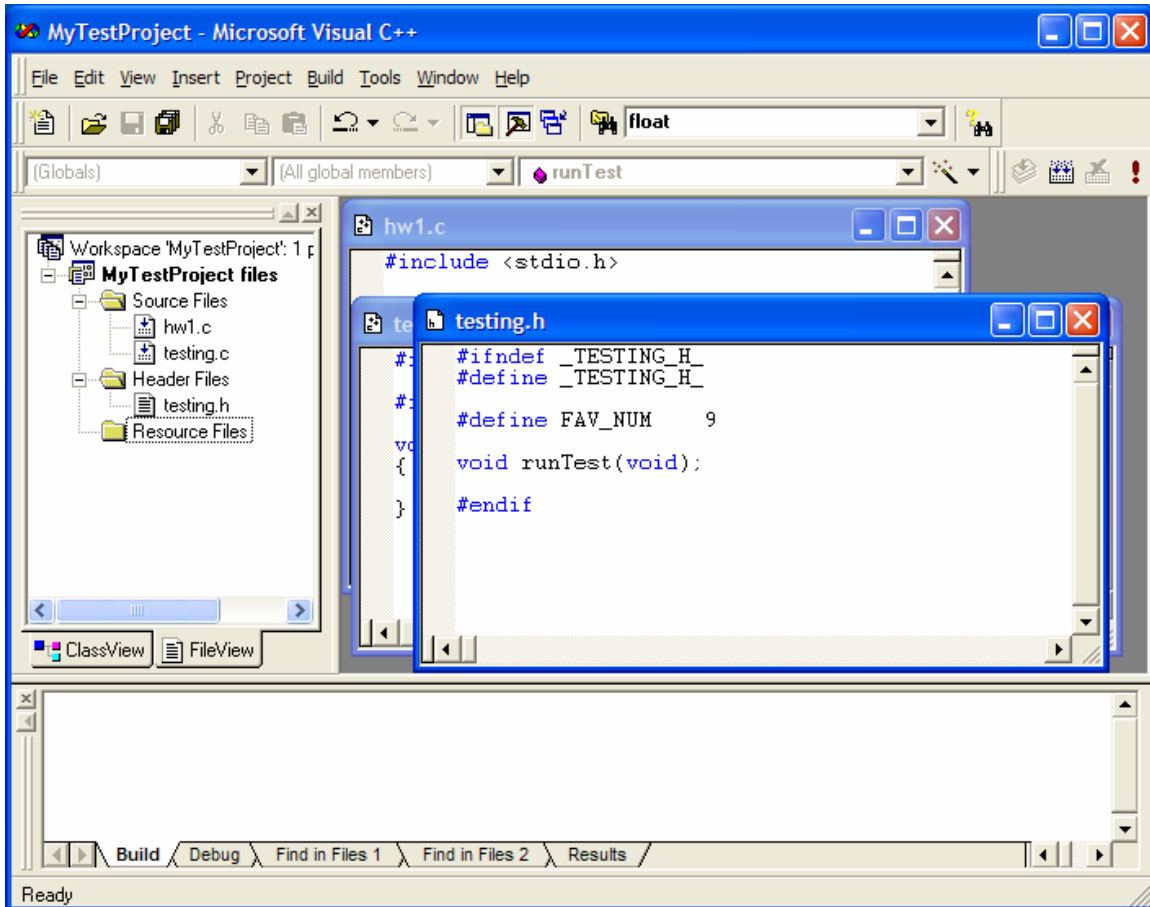 MyTestProject - Microsoft Visual C++
File Edit View Insert Project Build Tools Window Help
float
(Globals) (All global members) runTest
Workspace 'MyTestProject': 1
MyTestProject files
Source Files
hw1.c
testing.c
Header Files
testing.h
Resource Files
ClassView FileView
hw1.c
#include <stdio.h>
te
#i
#i
vo
{
}
testing.h
#ifndef _TESTING_H_
#define _TESTING_H_
#define FAV_NUM 9
void runTest(void);
#endif
Build Debug Find in Files 1 Find in Files 2 Results
Ready